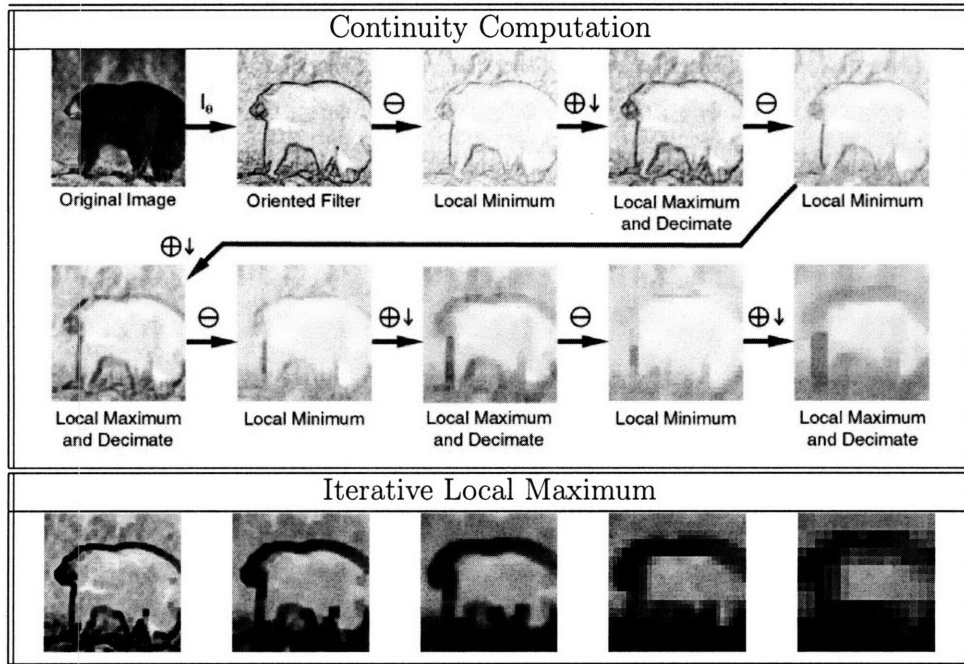 Continuity Computation
I_θ ⊖ ⊕↓ ⊖
Original Image Oriented Filter Local Minimum Local Maximum and Decimate Local Minimum
⊕↓
⊖ ⊕↓ ⊖ ⊕↓
Local Maximum and Decimate Local Minimum Local Maximum and Decimate Local Minimum Local Maximum and Decimate
Iterative Local Maximum